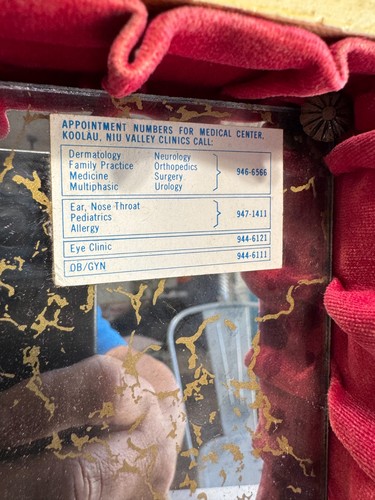 APPOINTMENT NUMBERS FOR MEDICAL CENTER,
KOOLAU, NIU VALLEY CLINICS CALL:
Dermatology Neurology
Family Practice Orthopedics
Medicine Surgery 946-6566
Multiphasic Urology
Ear, Nose Throat
Pediatrics 947-1411
Allergy
Eye Clinic 944-6121
OB/GYN 944-6111